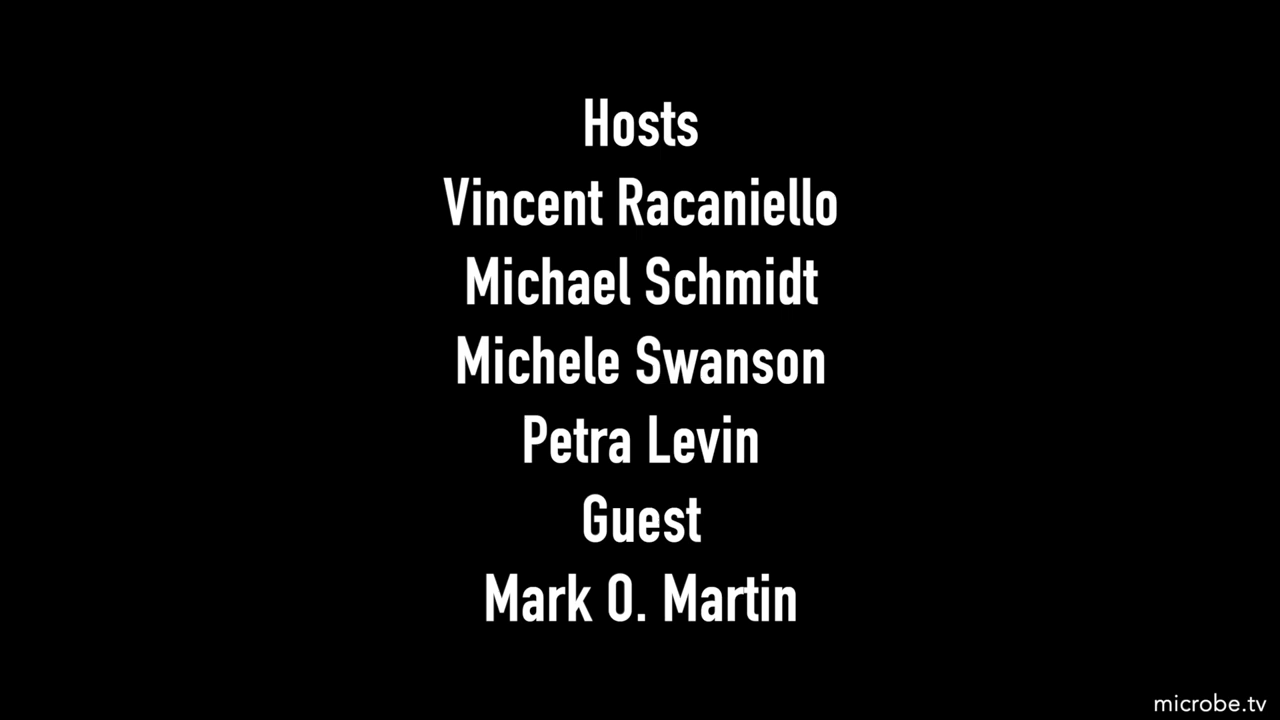 Hosts
Vincent Racaniello
Michael Schmidt
Michele Swanson
Petra Levin
Guest
Mark O. Martin
microbe.tv